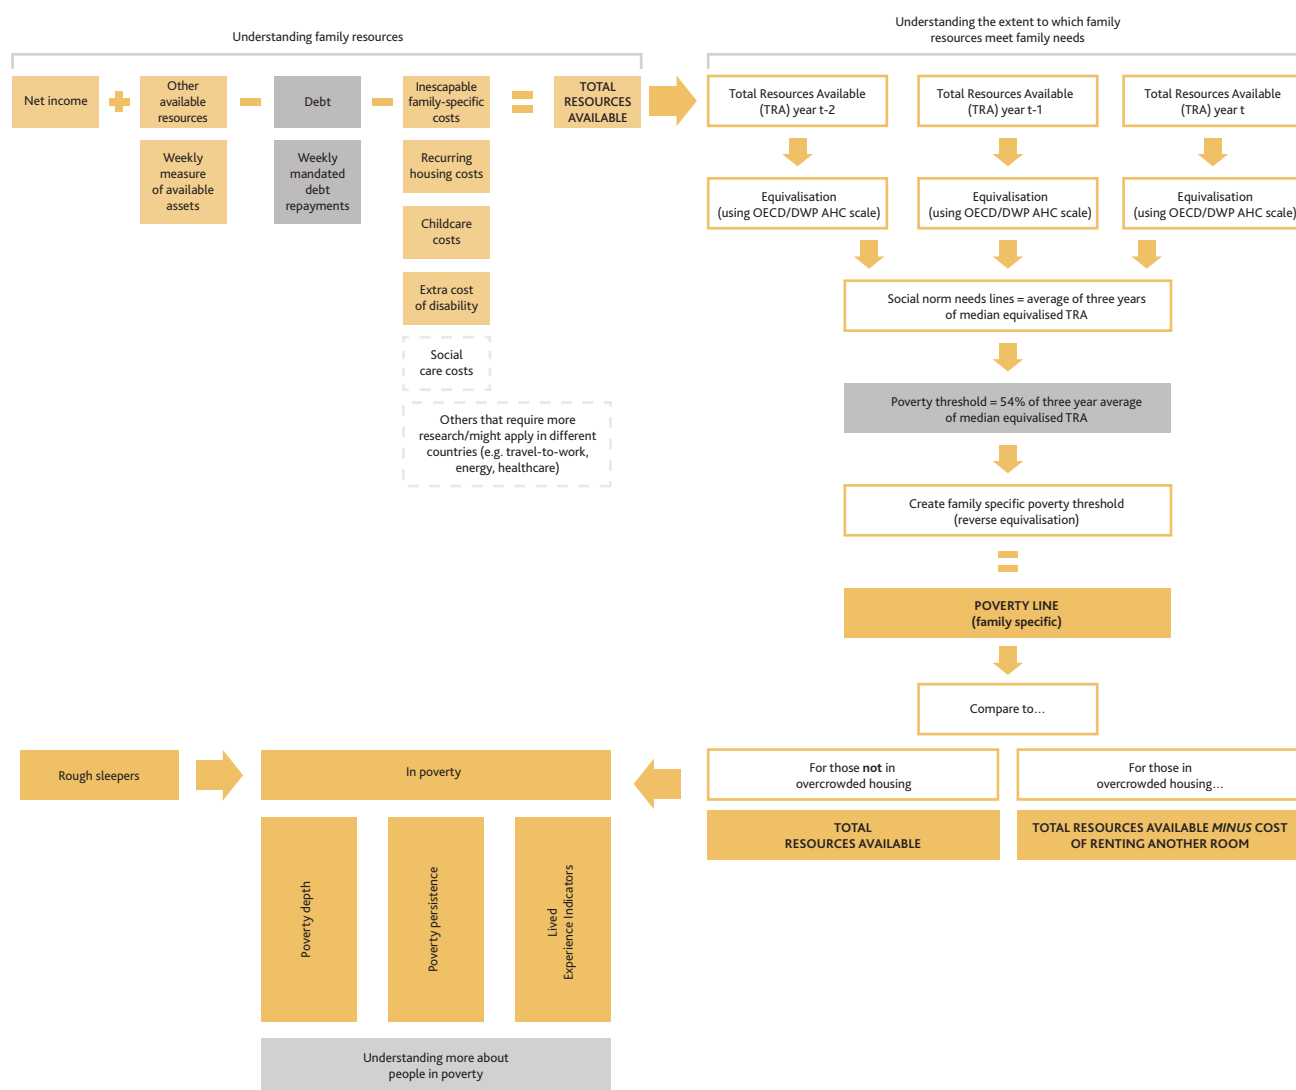 Understanding family resources
Understanding the extent to which family
resources meet family needs
Net income
Other
available
resources
Debt
Inescapable
family-specific
costs
TOTAL
RESOURCES
AVAILABLE
Weekly
measure
of available
assets
Weekly
mandated
debt
repayments
Recurring
housing costs
Childcare
costs
Extra cost
of disability
Social
care costs
Others that require more
research/might apply in different
countries (e.g. travel-to-work,
energy, healthcare)
Total Resources Available
(TRA) year t-2
Total Resources Available
(TRA) year t-1
Total Resources Available
(TRA) year t
Equivalisation
(using OECD/DWP AHC scale)
Equivalisation
(using OECD/DWP AHC scale)
Equivalisation
(using OECD/DWP AHC scale)
Social norm needs lines = average of three years
of median equivalised TRA
Poverty threshold = 54% of three year average
of median equivalised TRA
Create family specific poverty threshold
(reverse equivalisation)
POVERTY LINE
(family specific)
Compare to...
For those not in
overcrowded housing
For those in
overcrowded housing...
TOTAL
RESOURCES AVAILABLE
TOTAL RESOURCES AVAILABLE MINUS COST
OF RENTING ANOTHER ROOM
Rough sleepers
In poverty
Poverty depth
Poverty persistence
Lived
Experience Indicators
Understanding more about
people in poverty